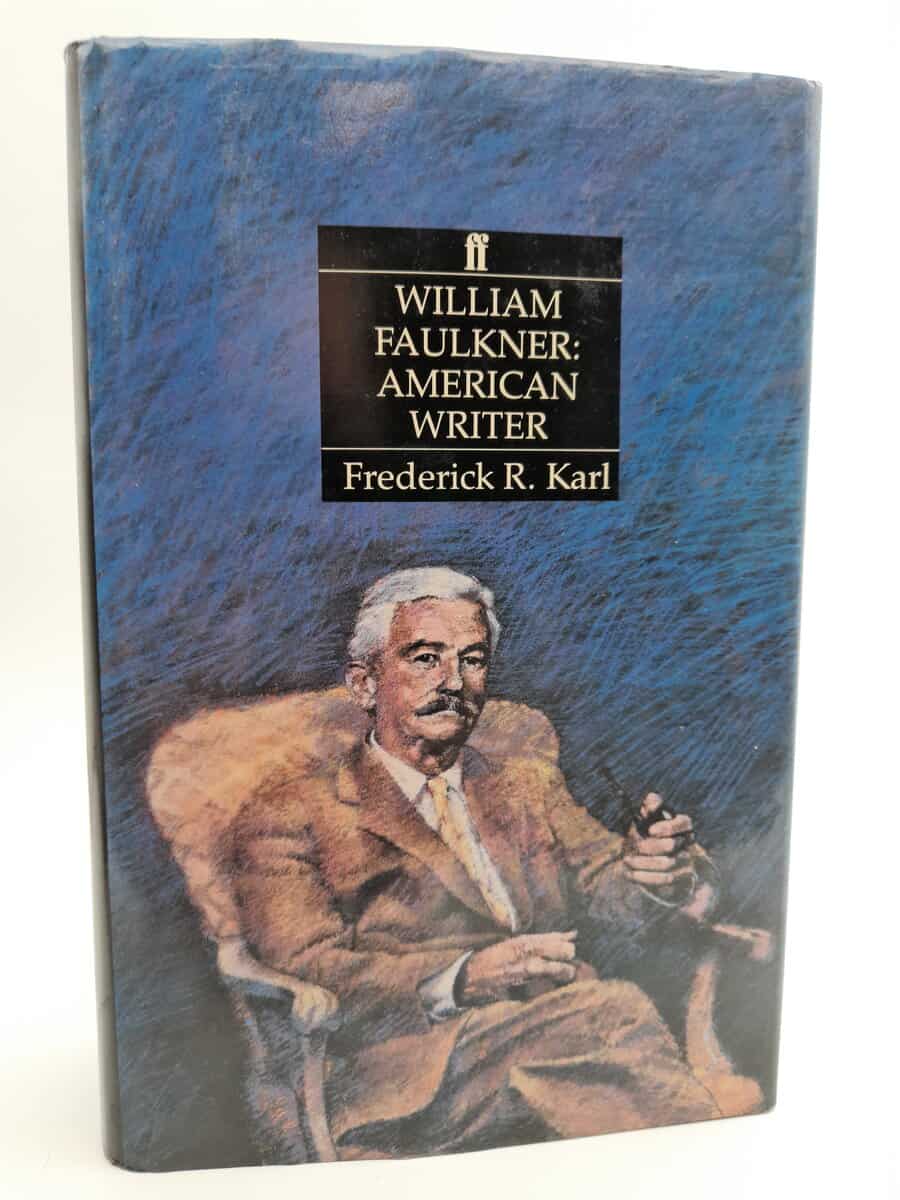 ff
WILLIAM
FAULKNER:
AMERICAN
WRITER
Frederick R. Karl